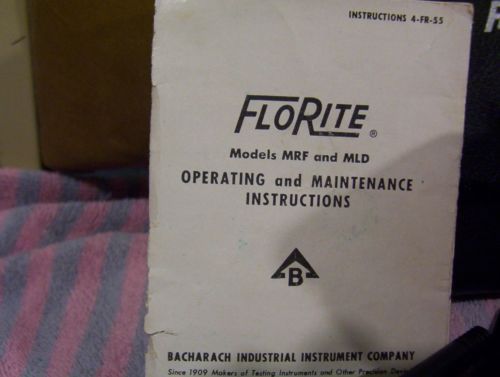 INSTRUCTIONS 4-FR-55
FLORITE ®
Models MRF and MLD
OPERATING and MAINTENANCE
INSTRUCTIONS
B
BACHARACH INDUSTRIAL INSTRUMENT COMPANY
Since 1909 Makers of Testing Instruments and Other Precision